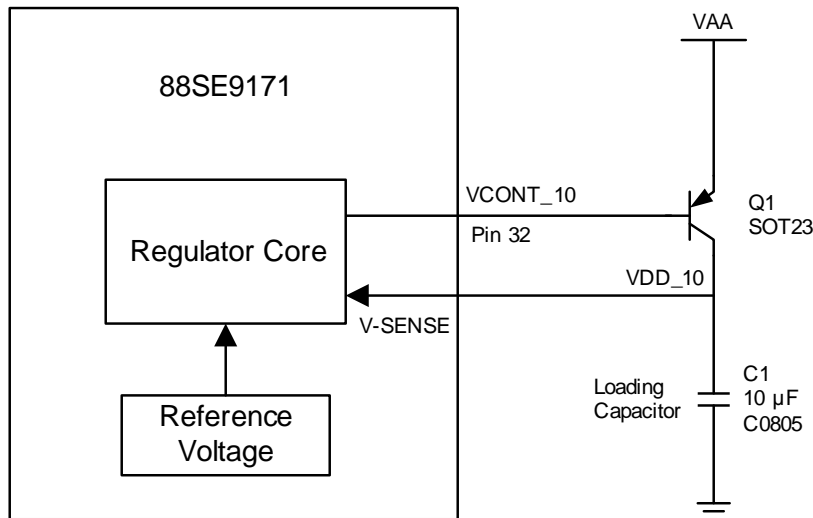 VAA
88SE9171
VCONT_10
Pin 32
Q1
SOT23
Regulator Core
VDD_10
V-SENSE
Loading
Capacitor
C1
10 µF
C0805
Reference
Voltage